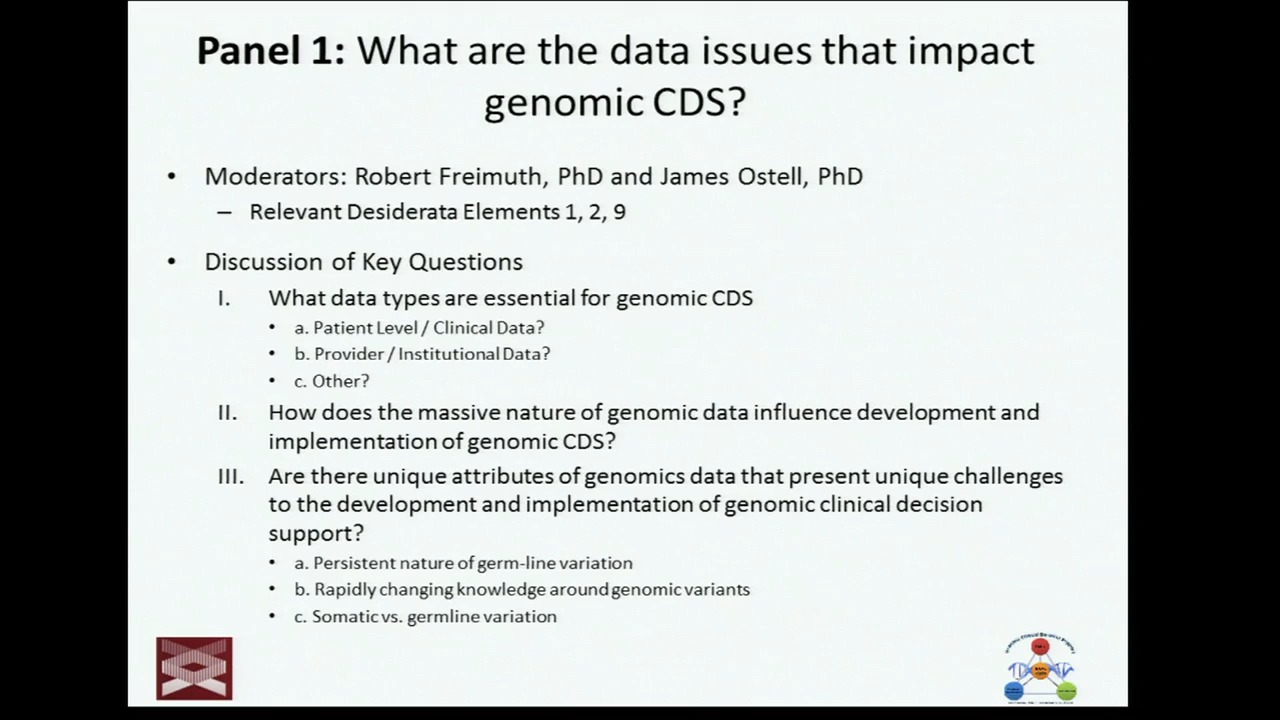 Panel 1: What are the data issues that impact
genomic CDS?
• Moderators: Robert Freimuth, PhD and James Ostell, PhD
– Relevant Desiderata Elements 1, 2, 9
• Discussion of Key Questions
I. What data types are essential for genomic CDS
• a. Patient Level / Clinical Data?
• b. Provider / Institutional Data?
• c. Other?
II. How does the massive nature of genomic data influence development and
implementation of genomic CDS?
III. Are there unique attributes of genomics data that present unique challenges
to the development and implementation of genomic clinical decision
support?
• a. Persistent nature of germ-line variation
• b. Rapidly changing knowledge around genomic variants
• c. Somatic vs. germline variation